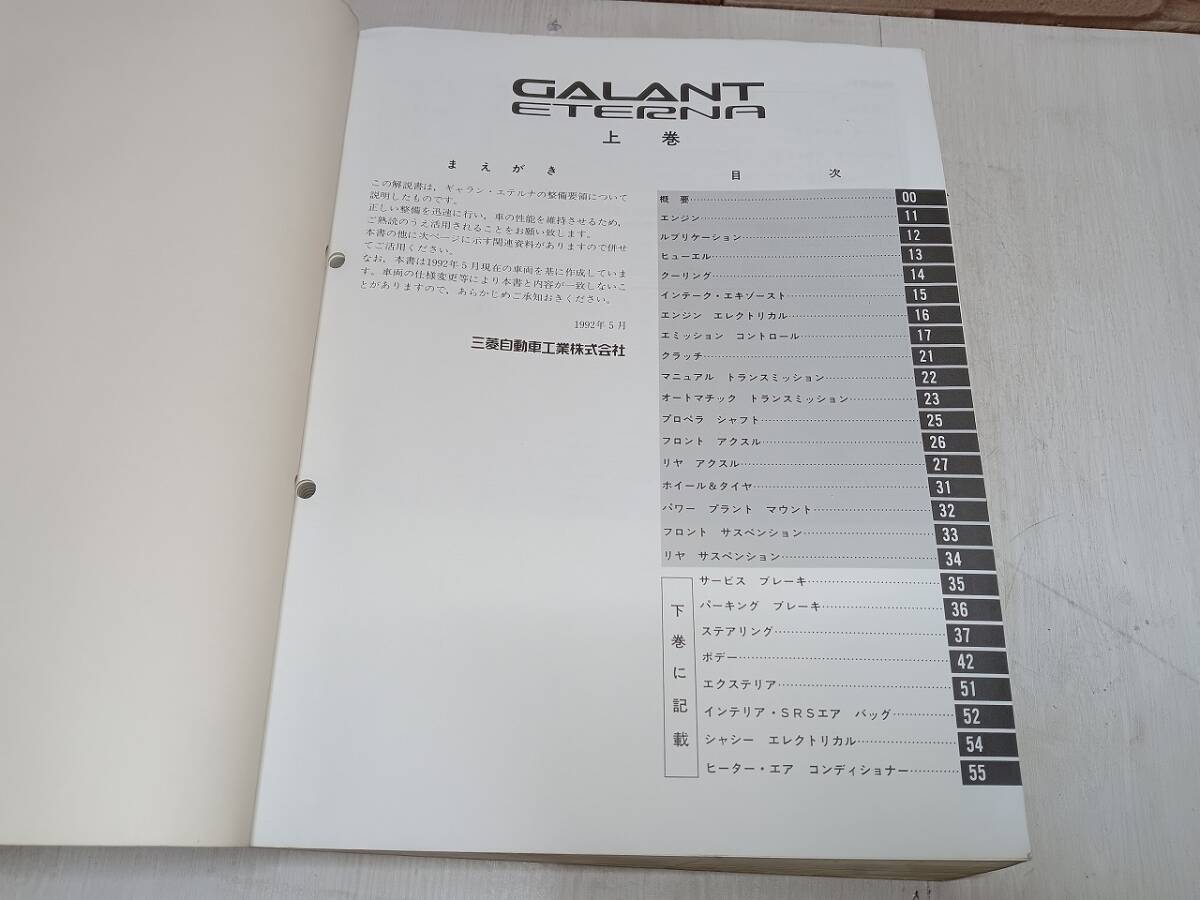 GALANT
ETERNA
上巻
まえがき
この解説書は，ギャラン・エテルナの整備要領について
説明したものです。
正しい整備を迅速に行い，車の性能を維持させるため，
ご熟読のうえ活用されることをお願い致します。
本書の他に次ページに示す関連資料がありますので併せ
てご活用ください。
なお，本書は1992年5月現在の車両を基に作成していま
す。車両の仕様変更等により本書と内容が一致しないこ
とがありますので，あらかじめご承知おきください。
1992年5月
三菱自動車工業株式会社
目次
概要 00
エンジン 11
ルブリケーション 12
ヒューエル 13
クーリング 14
インテーク・エキゾースト 15
エンジン エレクトリカル 16
エミッション コントロール 17
クラッチ 21
マニュアル トランスミッション 22
オートマチック トランスミッション 23
プロペラ シャフト 25
フロント アクスル 26
リヤ アクスル 27
ホイール＆タイヤ 31
パワー プラント マウント 32
フロント サスペンション 33
リヤ サスペンション 34
下巻に記載
サービス ブレーキ 35
パーキング ブレーキ 36
ステアリング 37
ボデー 42
エクステリア 51
インテリア・SRSエア バッグ 52
シャシー エレクトリカル 54
ヒーター・エア コンディショナー 55